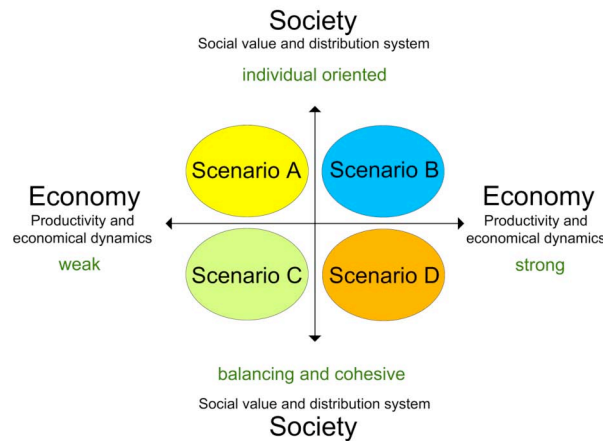 Society
Social value and distribution system
individual oriented
Scenario A
Scenario B
Economy
Productivity and
economical dynamics
weak
Economy
Productivity and
economical dynamics
strong
Scenario C
Scenario D
balancing and cohesive
Social value and distribution system
Society